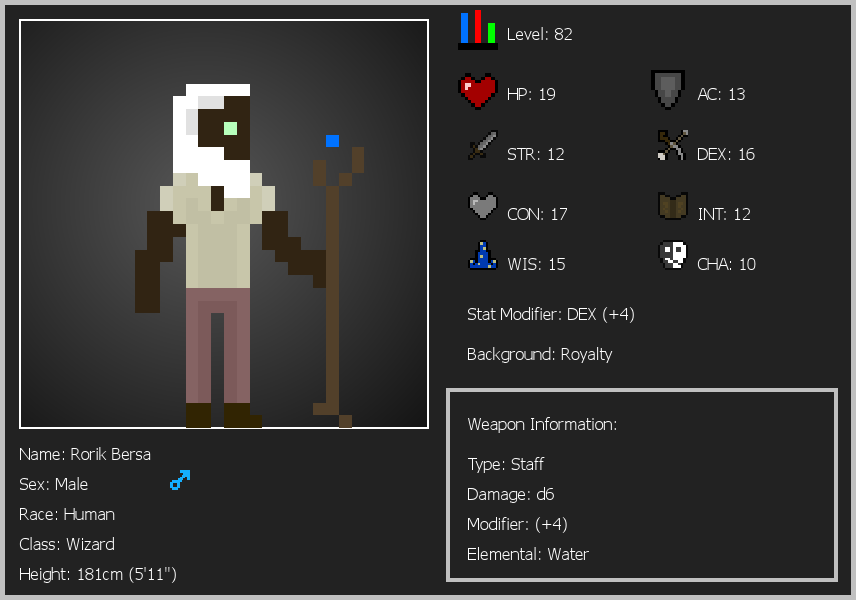 Level: 82
HP: 19
AC: 13
STR: 12
DEX: 16
CON: 17
INT: 12
WIS: 15
CHA: 10
Stat Modifier: DEX (+4)
Background: Royalty
Weapon Information:
Type: Staff
Damage: d6
Modifier: (+4)
Elemental: Water
Name: Rorik Bersa
Sex: Male
Race: Human
Class: Wizard
Height: 181cm (5'11")